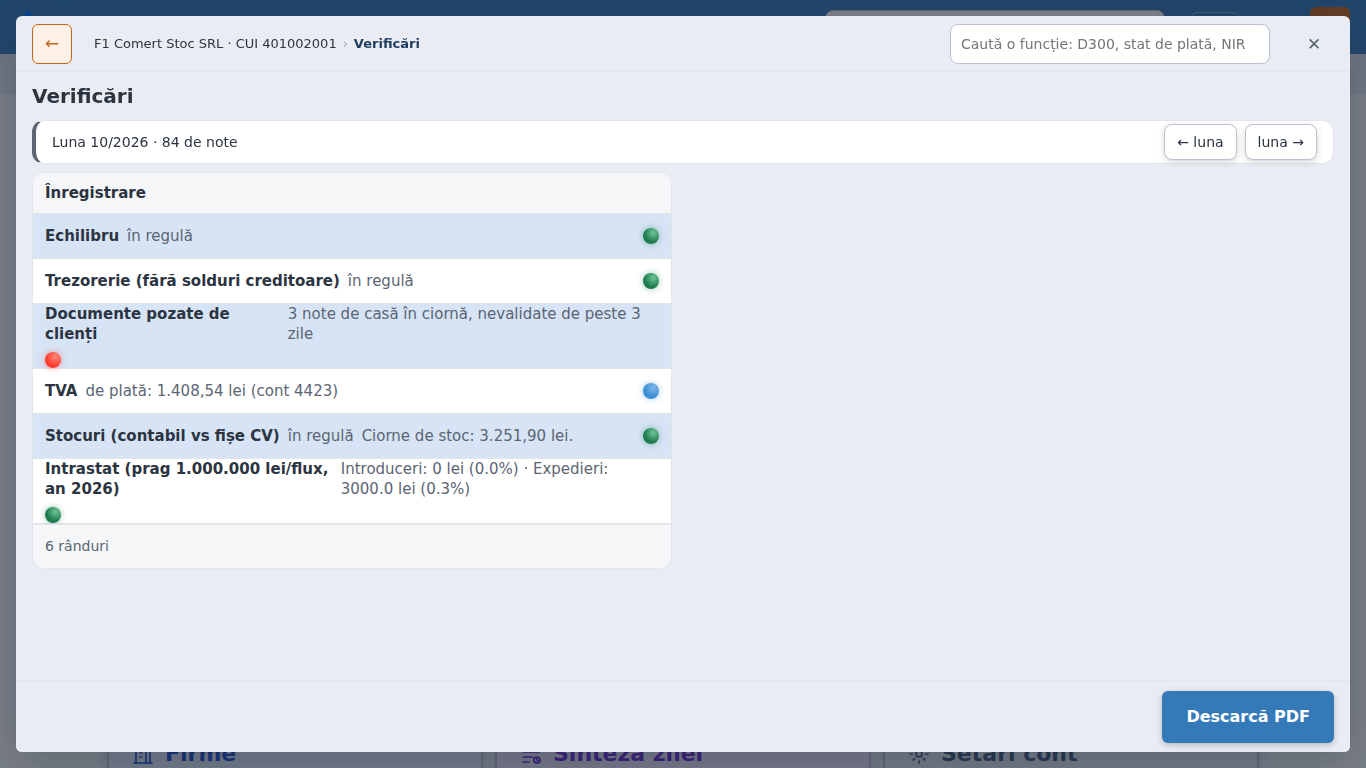 ←
F1 Comert Stoc SRL · CUI 401002001 › Verificări
Caută o funcție: D300, stat de plată, NIR
✕
Verificări
Luna 10/2026 · 84 de note
← luna
luna →
Înregistrare
Echilibru în regulă
Trezorerie (fără solduri creditoare) în regulă
Documente pozate de
clienți
3 note de casă în ciornă, nevalidate de peste 3
zile
TVA de plată: 1.408,54 lei (cont 4423)
Stocuri (contabil vs fișe CV) în regulă Ciorne de stoc: 3.251,90 lei.
Intrastat (prag 1.000.000 lei/flux,
an 2026)
Introduceri: 0 lei (0.0%) · Expedieri:
3000.0 lei (0.3%)
6 rânduri
Descarcă PDF
Firme
Sinteza zilei
Setări cont